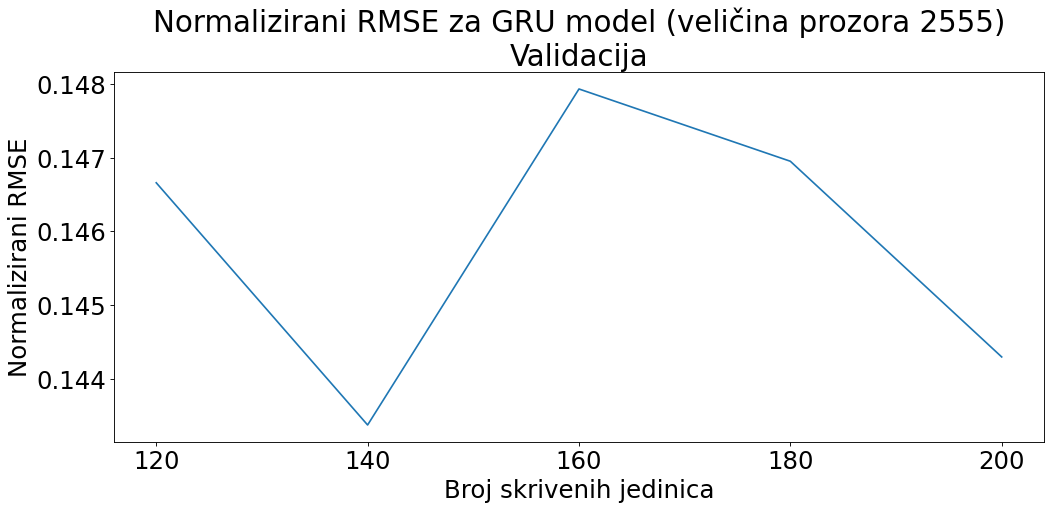 Normalizirani RMSE za GRU model (veličina prozora 2555)
Validacija
0.148
0.147
0.146
0.145
0.144
Normalizirani RMSE
120 140 160 180 200
Broj skrivenih jedinica